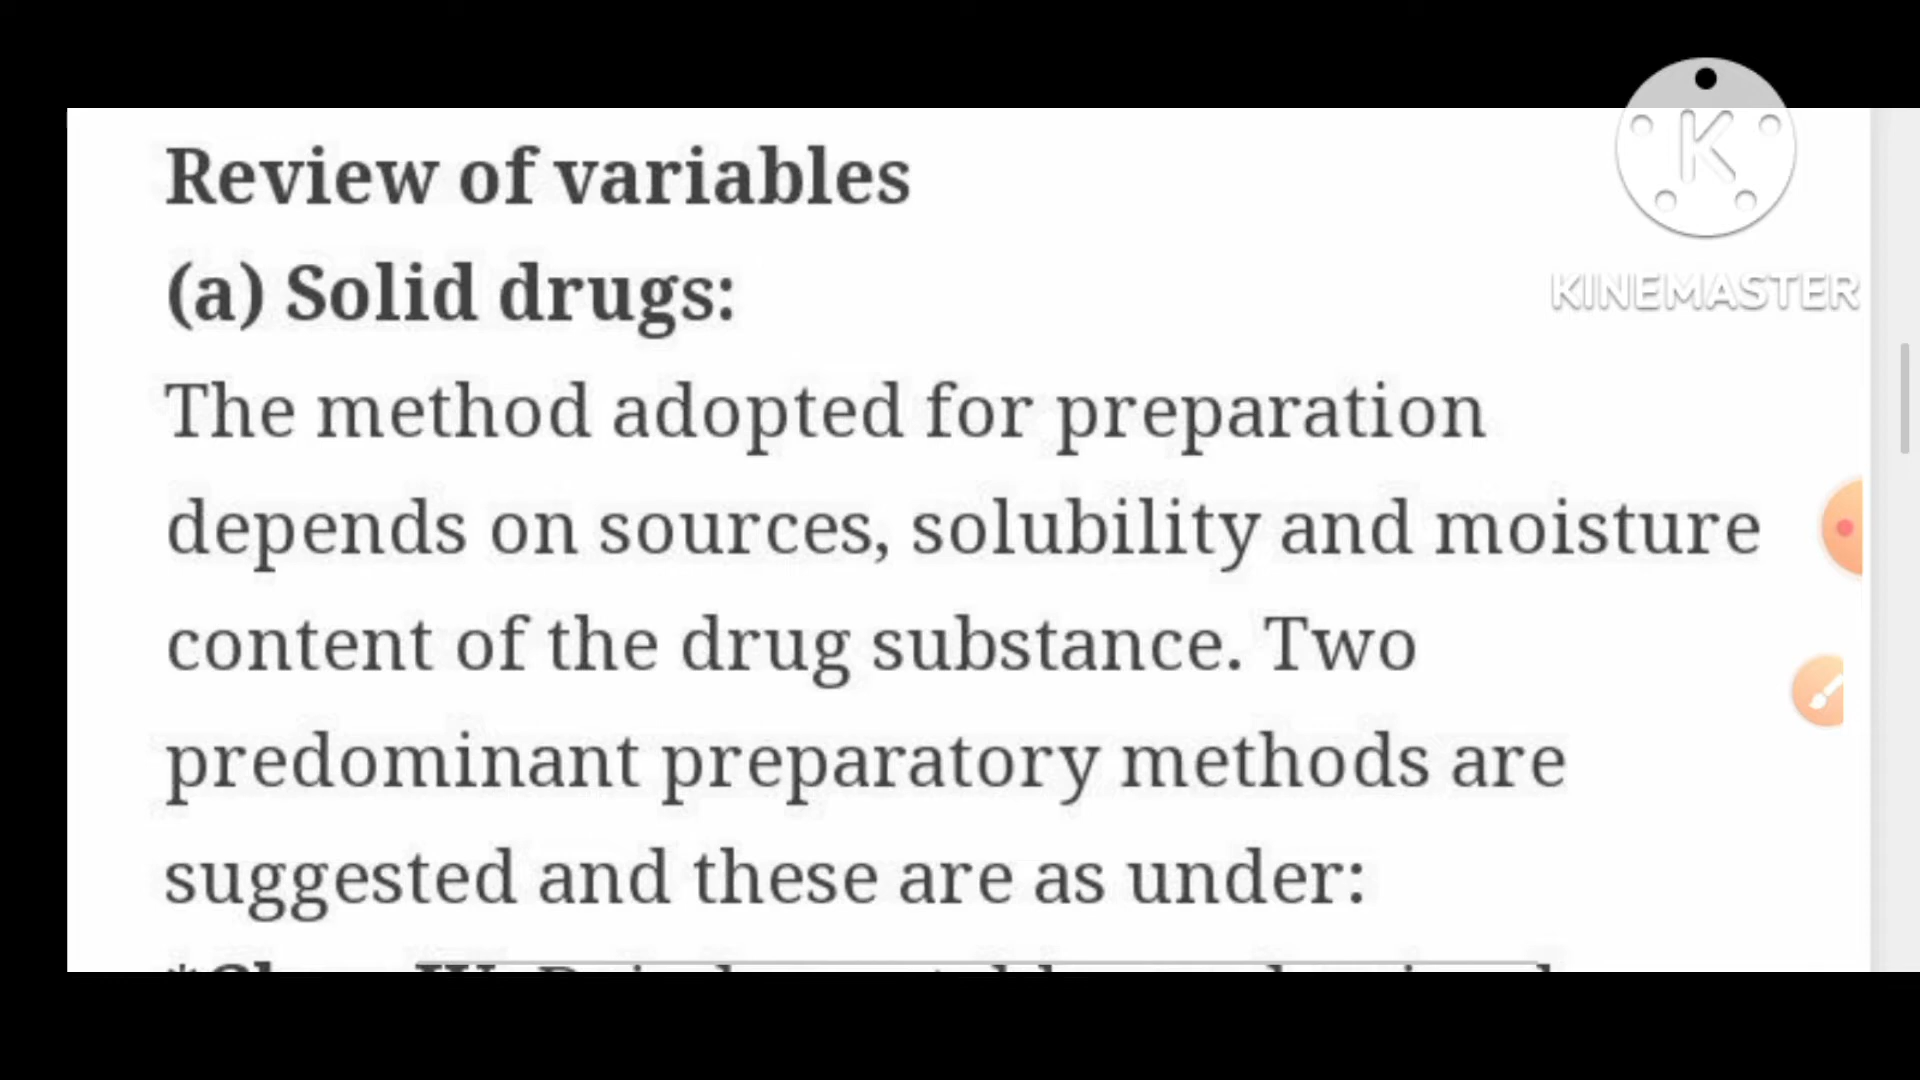 Review of variables
(a) Solid drugs:
The method adopted for preparation
depends on sources, solubility and moisture
content of the drug substance. Two
predominant preparatory methods are
suggested and these are as under:
K
KINEMASTER